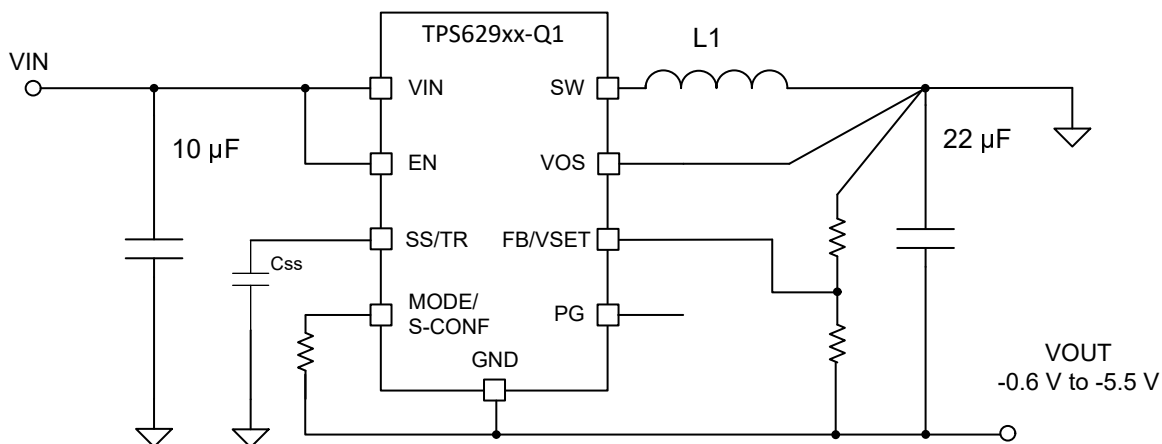 TPS629xx-Q1
VIN
L1
VIN
SW
10 µF
22 µF
EN
VOS
SS/TR
FB/VSET
Css
MODE/
S-CONF
PG
GND
VOUT
-0.6 V to -5.5 V